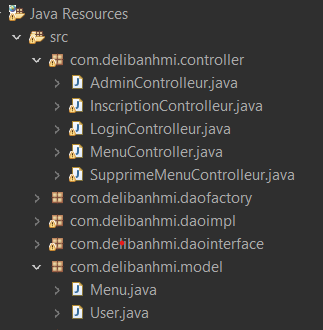 Java Resources
src
com.delibanhmi.controller
AdminControlleur.java
InscriptionControlleur.java
LoginControlleur.java
MenuController.java
SupprimeMenuControlleur.java
com.delibanhmi.daofactory
com.delibanhmi.daoimpl
com.delibanhmi.daointerface
com.delibanhmi.model
Menu.java
User.java